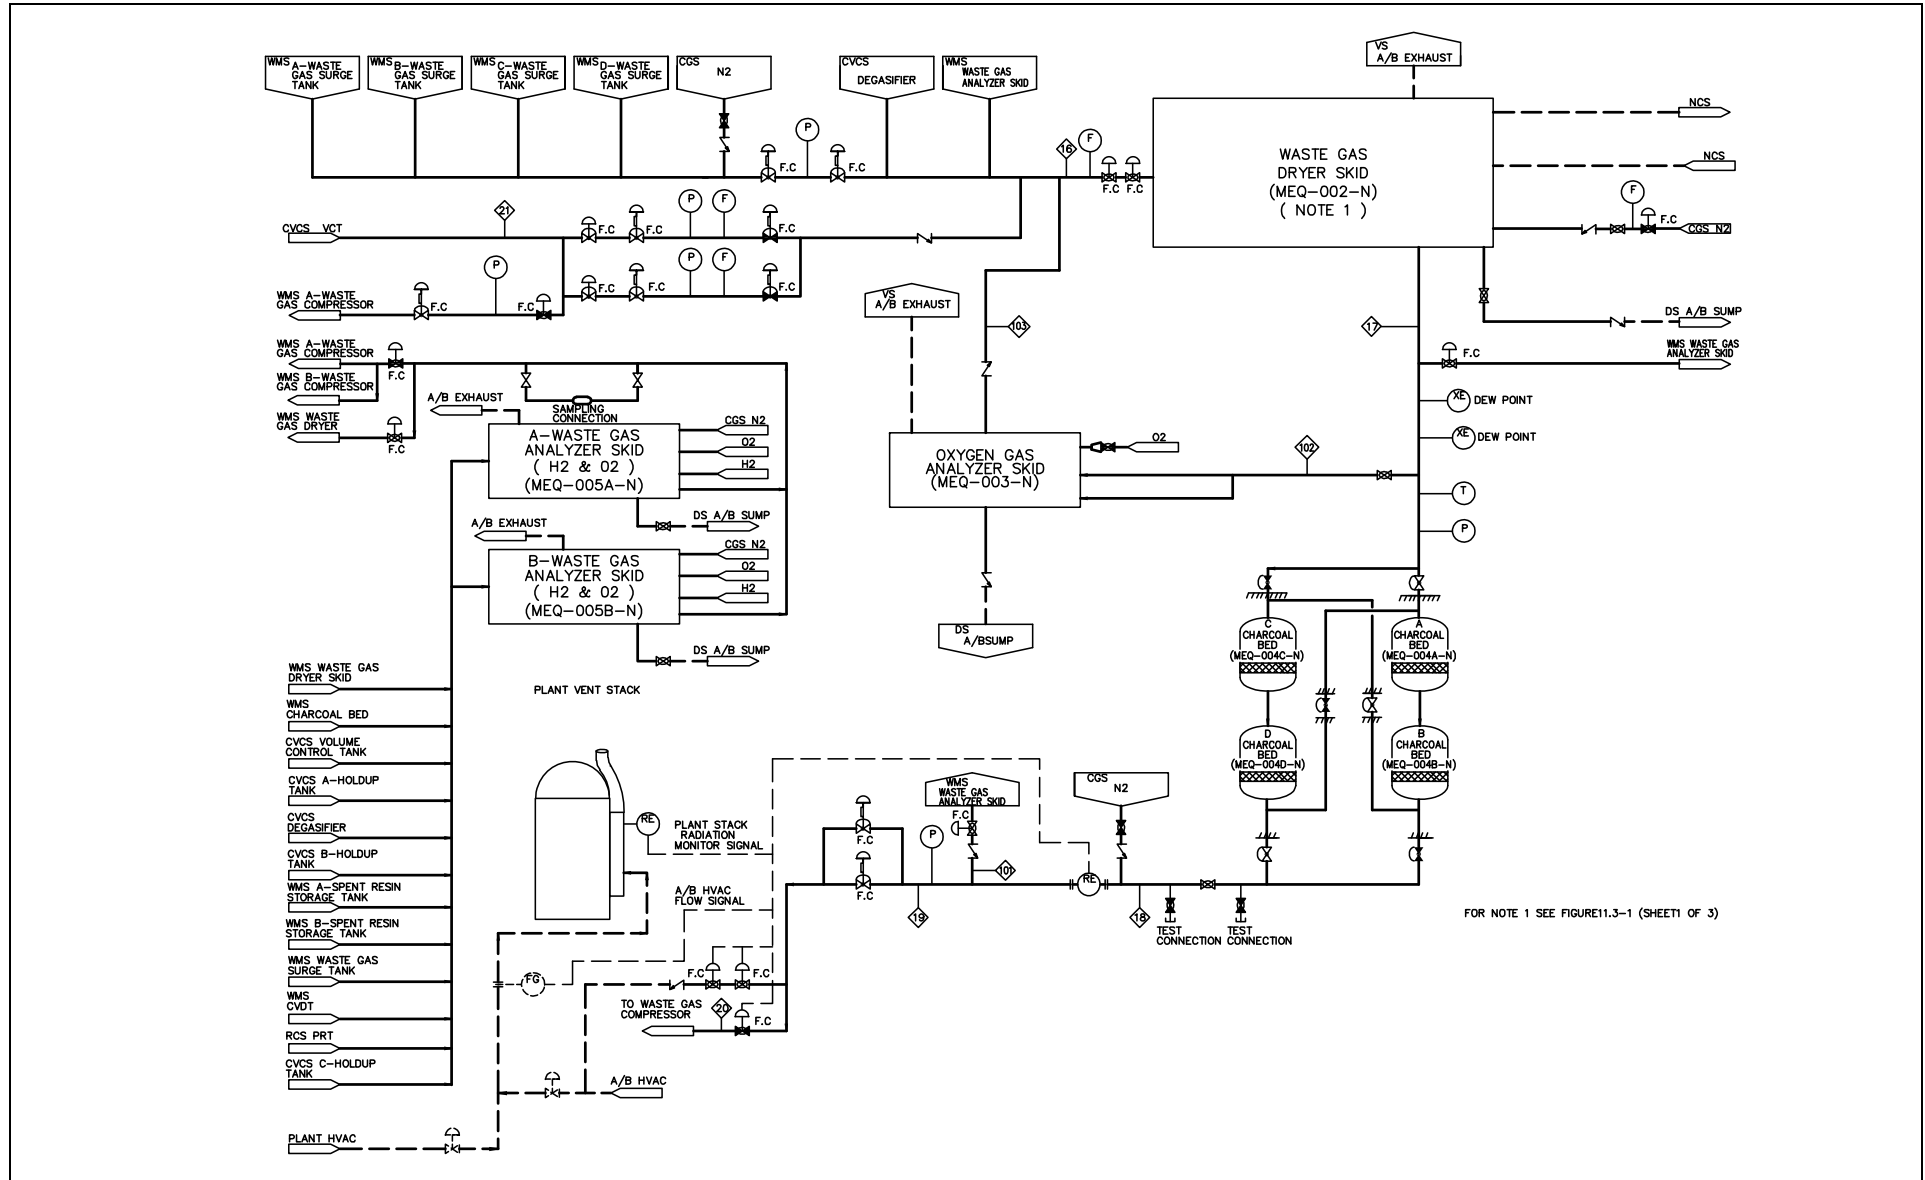 WMS A-WASTE
GAS SURGE
TANK
WMS B-WASTE
GAS SURGE
TANK
WMS C-WASTE
GAS SURGE
TANK
WMS D-WASTE
GAS SURGE
TANK
CGS
N2
CVCS
DEGASIFIER
WMS
WASTE GAS
ANALYZER SKID
VS
A/B EXHAUST
NCS
NCS
WASTE GAS
DRYER SKID
(MEQ-002-N)
( NOTE 1 )
P
F.C
F.C
16
F
F.C
F.C
F
F.C
CGS N2
CVCS VCT
21
F.C
F.C
P
F
F.C
P
F.C
F.C
P
F
F.C
WMS A-WASTE
GAS COMPRESSOR
F.C
F.C
VS
A/B EXHAUST
103
17
DS A/B SUMP
WMS WASTE GAS
ANALYZER SKID
F.C
WMS A-WASTE
GAS COMPRESSOR
F.C
WMS B-WASTE
GAS COMPRESSOR
WMS WASTE
GAS DRYER
F.C
A/B EXHAUST
SAMPLING
CONNECTION
XE
DEW POINT
XE
DEW POINT
A-WASTE GAS
ANALYZER SKID
( H2 & O2 )
(MEQ-005A-N)
CGS N2
O2
H2
DS A/B SUMP
OXYGEN GAS
ANALYZER SKID
(MEQ-003-N)
O2
102
T
P
A/B EXHAUST
B-WASTE GAS
ANALYZER SKID
( H2 & O2 )
(MEQ-005B-N)
CGS N2
O2
H2
DS A/B SUMP
DS
A/BSUMP
C
CHARCOAL
BED
(MEQ-004C-N)
A
CHARCOAL
BED
(MEQ-004A-N)
D
CHARCOAL
BED
(MEQ-004D-N)
B
CHARCOAL
BED
(MEQ-004B-N)
WMS WASTE GAS
DRYER SKID
WMS
CHARCOAL BED
CVCS VOLUME
CONTROL TANK
CVCS A-HOLDUP
TANK
CVCS
DEGASIFIER
CVCS B-HOLDUP
TANK
WMS A-SPENT RESIN
STORAGE TANK
WMS B-SPENT RESIN
STORAGE TANK
WMS WASTE GAS
SURGE TANK
WMS
CVDT
RCS PRT
CVCS C-HOLDUP
TANK
PLANT HVAC
PLANT VENT STACK
RE
PLANT STACK
RADIATION
MONITOR SIGNAL
A/B HVAC
FLOW SIGNAL
FG
F.C
F.C
TO WASTE GAS
COMPRESSOR
20
F.C
A/B HVAC
F.C
F.C
P
19
WMS
WASTE GAS
ANALYZER SKID
F.C
101
RE
CGS
N2
18
TEST
CONNECTION
TEST
CONNECTION
FOR NOTE 1 SEE FIGURE11.3-1 (SHEET1 OF 3)